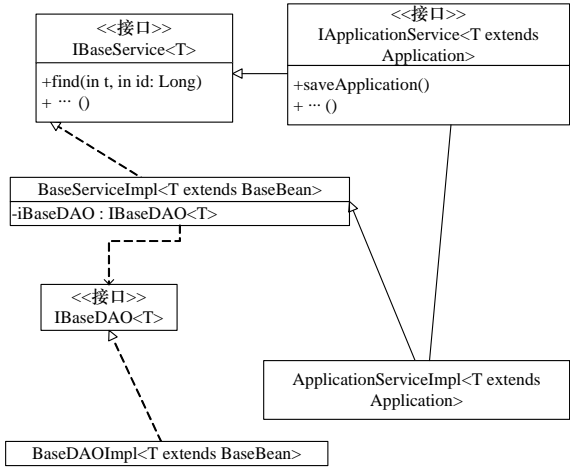 <<接口>>
IBaseService<T>
+find(in t, in id: Long)
+ ··· ()
<<接口>>
IApplicationService<T extends
Application>
+saveApplication()
+ ··· ()
BaseServiceImpl<T extends BaseBean>
-iBaseDAO : IBaseDAO<T>
<<接口>>
IBaseDAO<T>
ApplicationServiceImpl<T extends
Application>
BaseDAOImpl<T extends BaseBean>